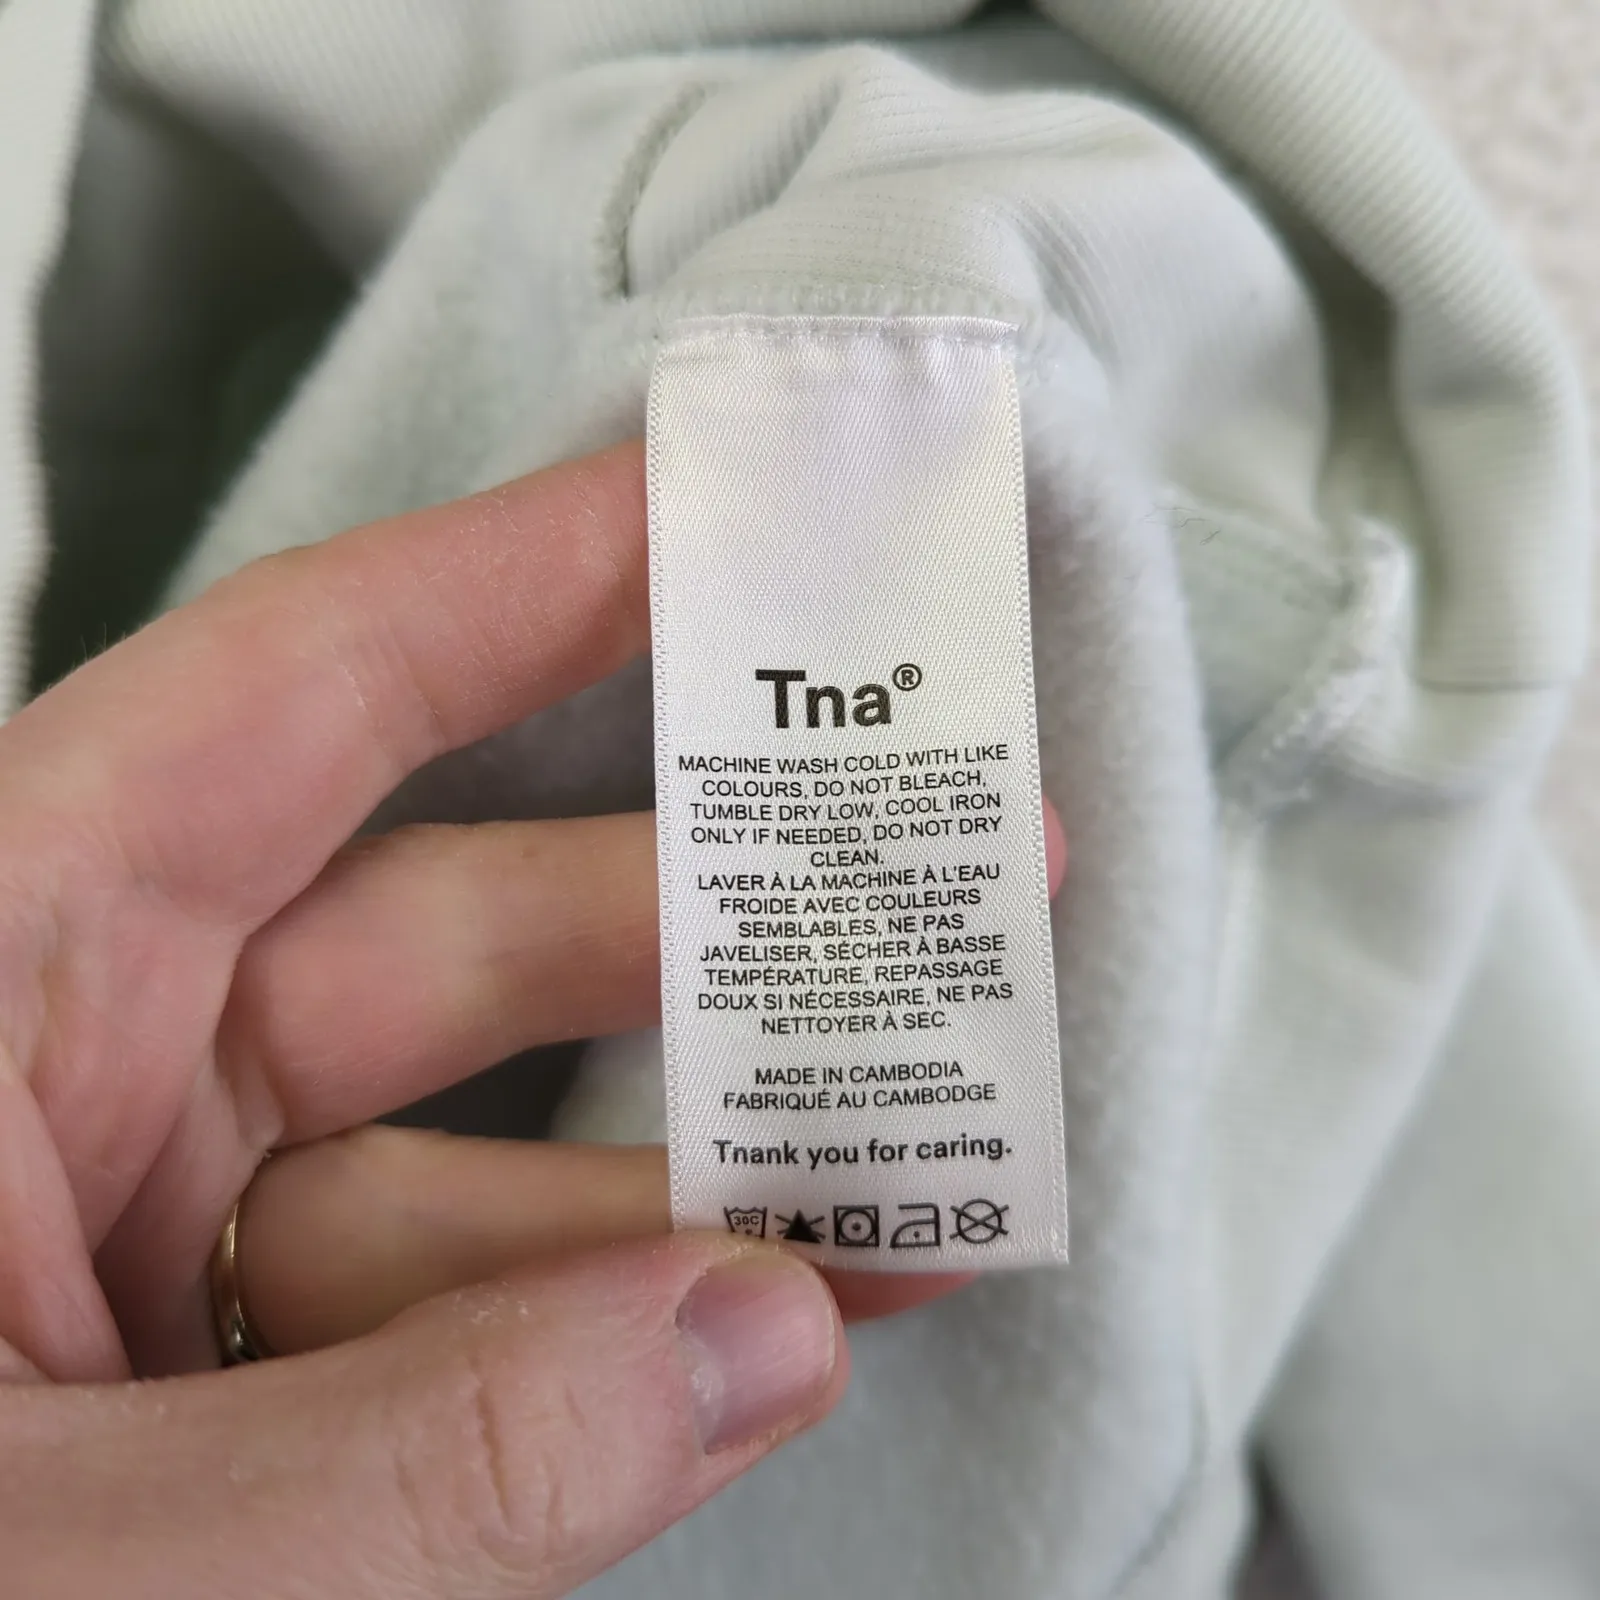 Tna®
MACHINE WASH COLD WITH LIKE
COLOURS, DO NOT BLEACH,
TUMBLE DRY LOW, COOL IRON
ONLY IF NEEDED, DO NOT DRY
CLEAN.
LAVER À LA MACHINE À L'EAU
FROIDE AVEC COULEURS
SEMBLABLES, NE PAS
JAVELISER, SÉCHER À BASSE
TEMPÉRATURE, REPASSAGE
DOUX SI NÉCESSAIRE, NE PAS
NETTOYER À SEC.
MADE IN CAMBODIA
FABRIQUÉ AU CAMBODGE
Tnank you for caring.
30C